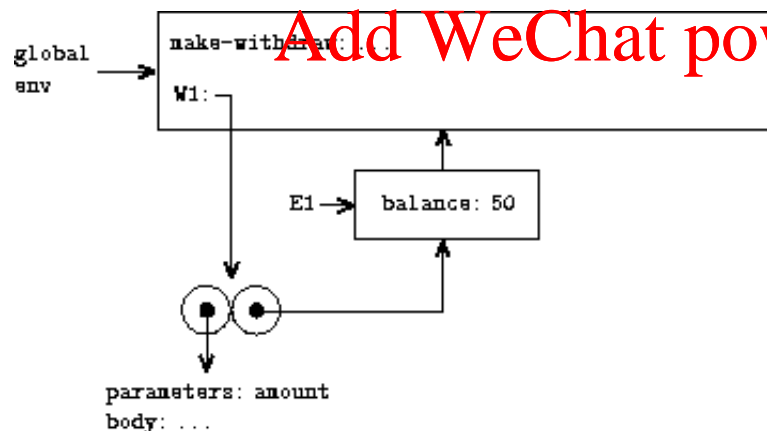 Add WeChat pow
make-withdraw: ...
global
env
W1:
E1
balance: 50
parameters: amount
body: ...